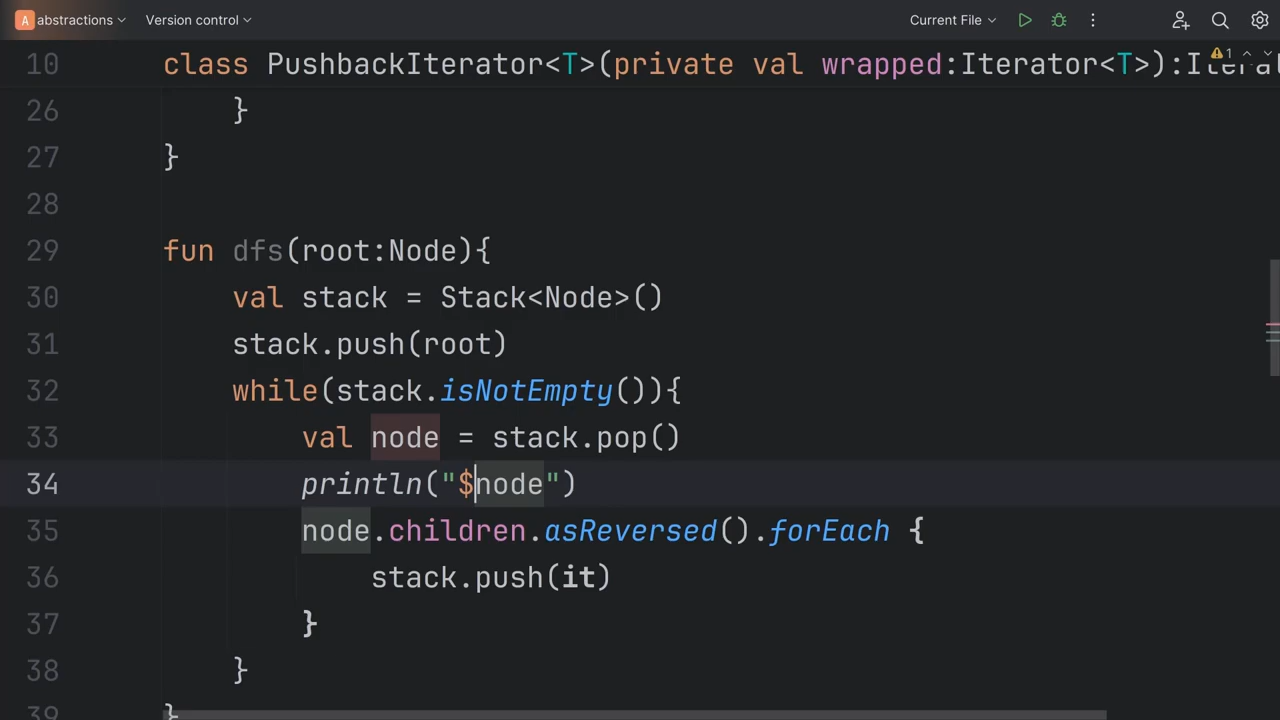 A abstractions Version control Current File
10 class PushbackIterator<T>(private val wrapped:Iterator<T>):Itera
1
26 }
27 }
28
29 fun dfs(root:Node){
30 val stack = Stack<Node>()
31 stack.push(root)
32 while(stack.isNotEmpty()){
33 val node = stack.pop()
34 println("$node")
35 node.children.asReversed().forEach {
36 stack.push(it)
37 }
38 }
39 }